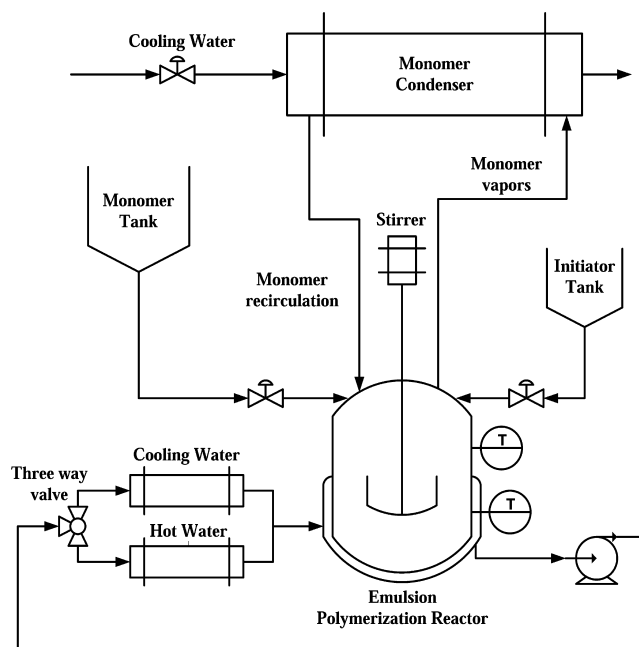 Cooling Water
Monomer
Condenser
Monomer
vapors
Monomer
Tank
Stirrer
Initiator
Tank
Monomer
recirculation
T
Cooling Water
Three way
valve
T
Hot Water
Emulsion
Polymerization Reactor